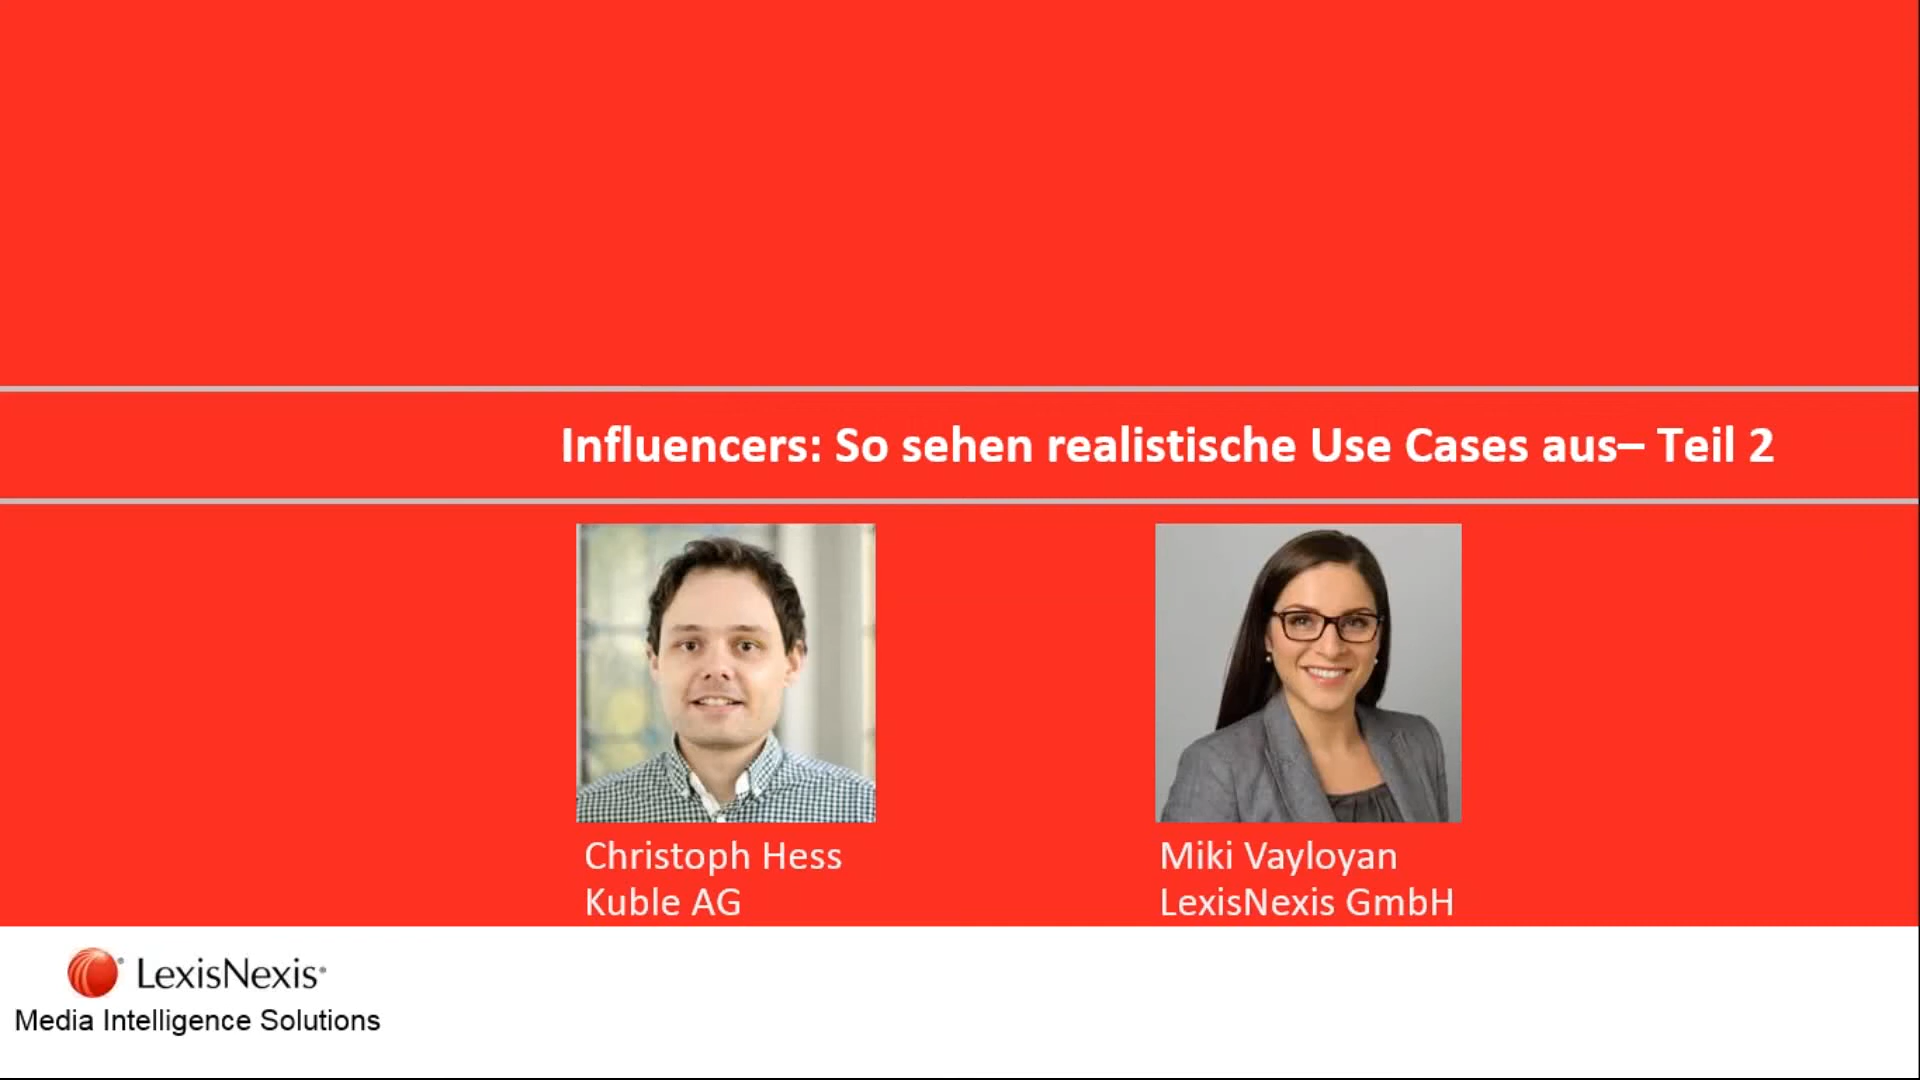 Influencers: So sehen realistische Use Cases aus– Teil 2
Christoph Hess
Kuble AG
Miki Vayloyan
LexisNexis GmbH
LexisNexis®
Media Intelligence Solutions